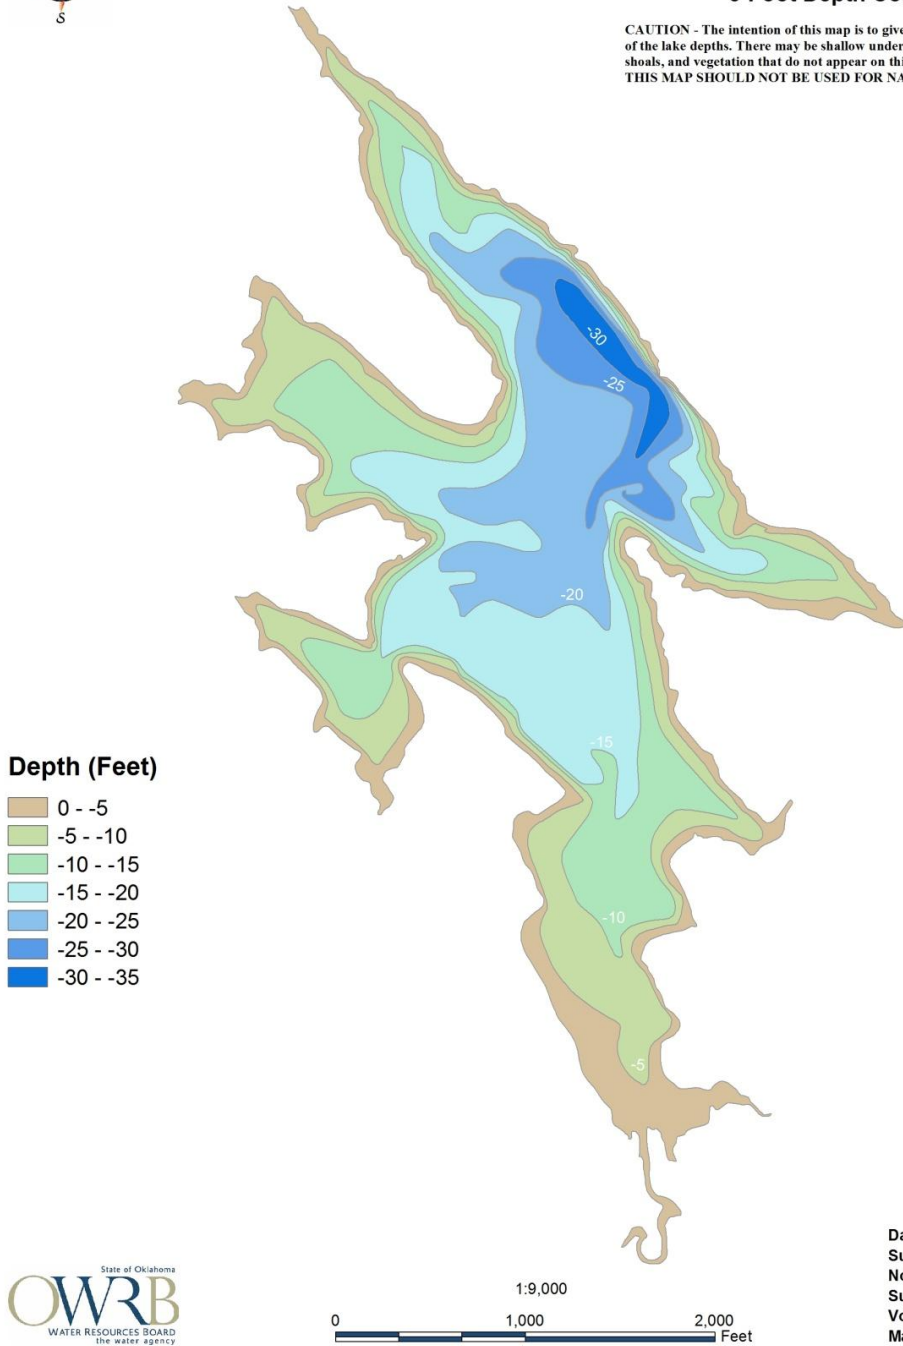 S
CAUTION - The intention of this map is to give
of the lake depths. There may be shallow under
shoals, and vegetation that do not appear on thi
THIS MAP SHOULD NOT BE USED FOR NA
-30
-25
-20
-15
-10
-5
Depth (Feet)
0 - -5
-5 - -10
-10 - -15
-15 - -20
-20 - -25
-25 - -30
-30 - -35
State of Oklahoma
OWRB
WATER RESOURCES BOARD
the water agency
1:9,000
0 1,000 2,000
Feet
Da
Su
No
Su
Vo
Ma